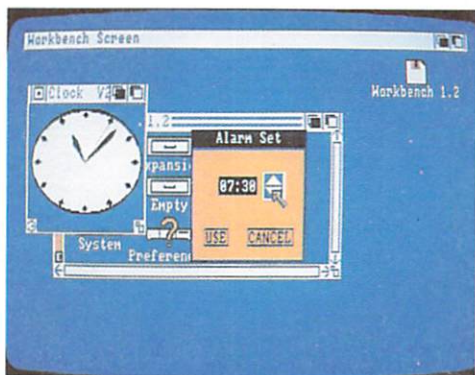 Workbench Screen
Workbench 1.2
Clock
1.2
Alarm Set
xpansi
07:30
Empty
USE CANCEL
System
Preferen